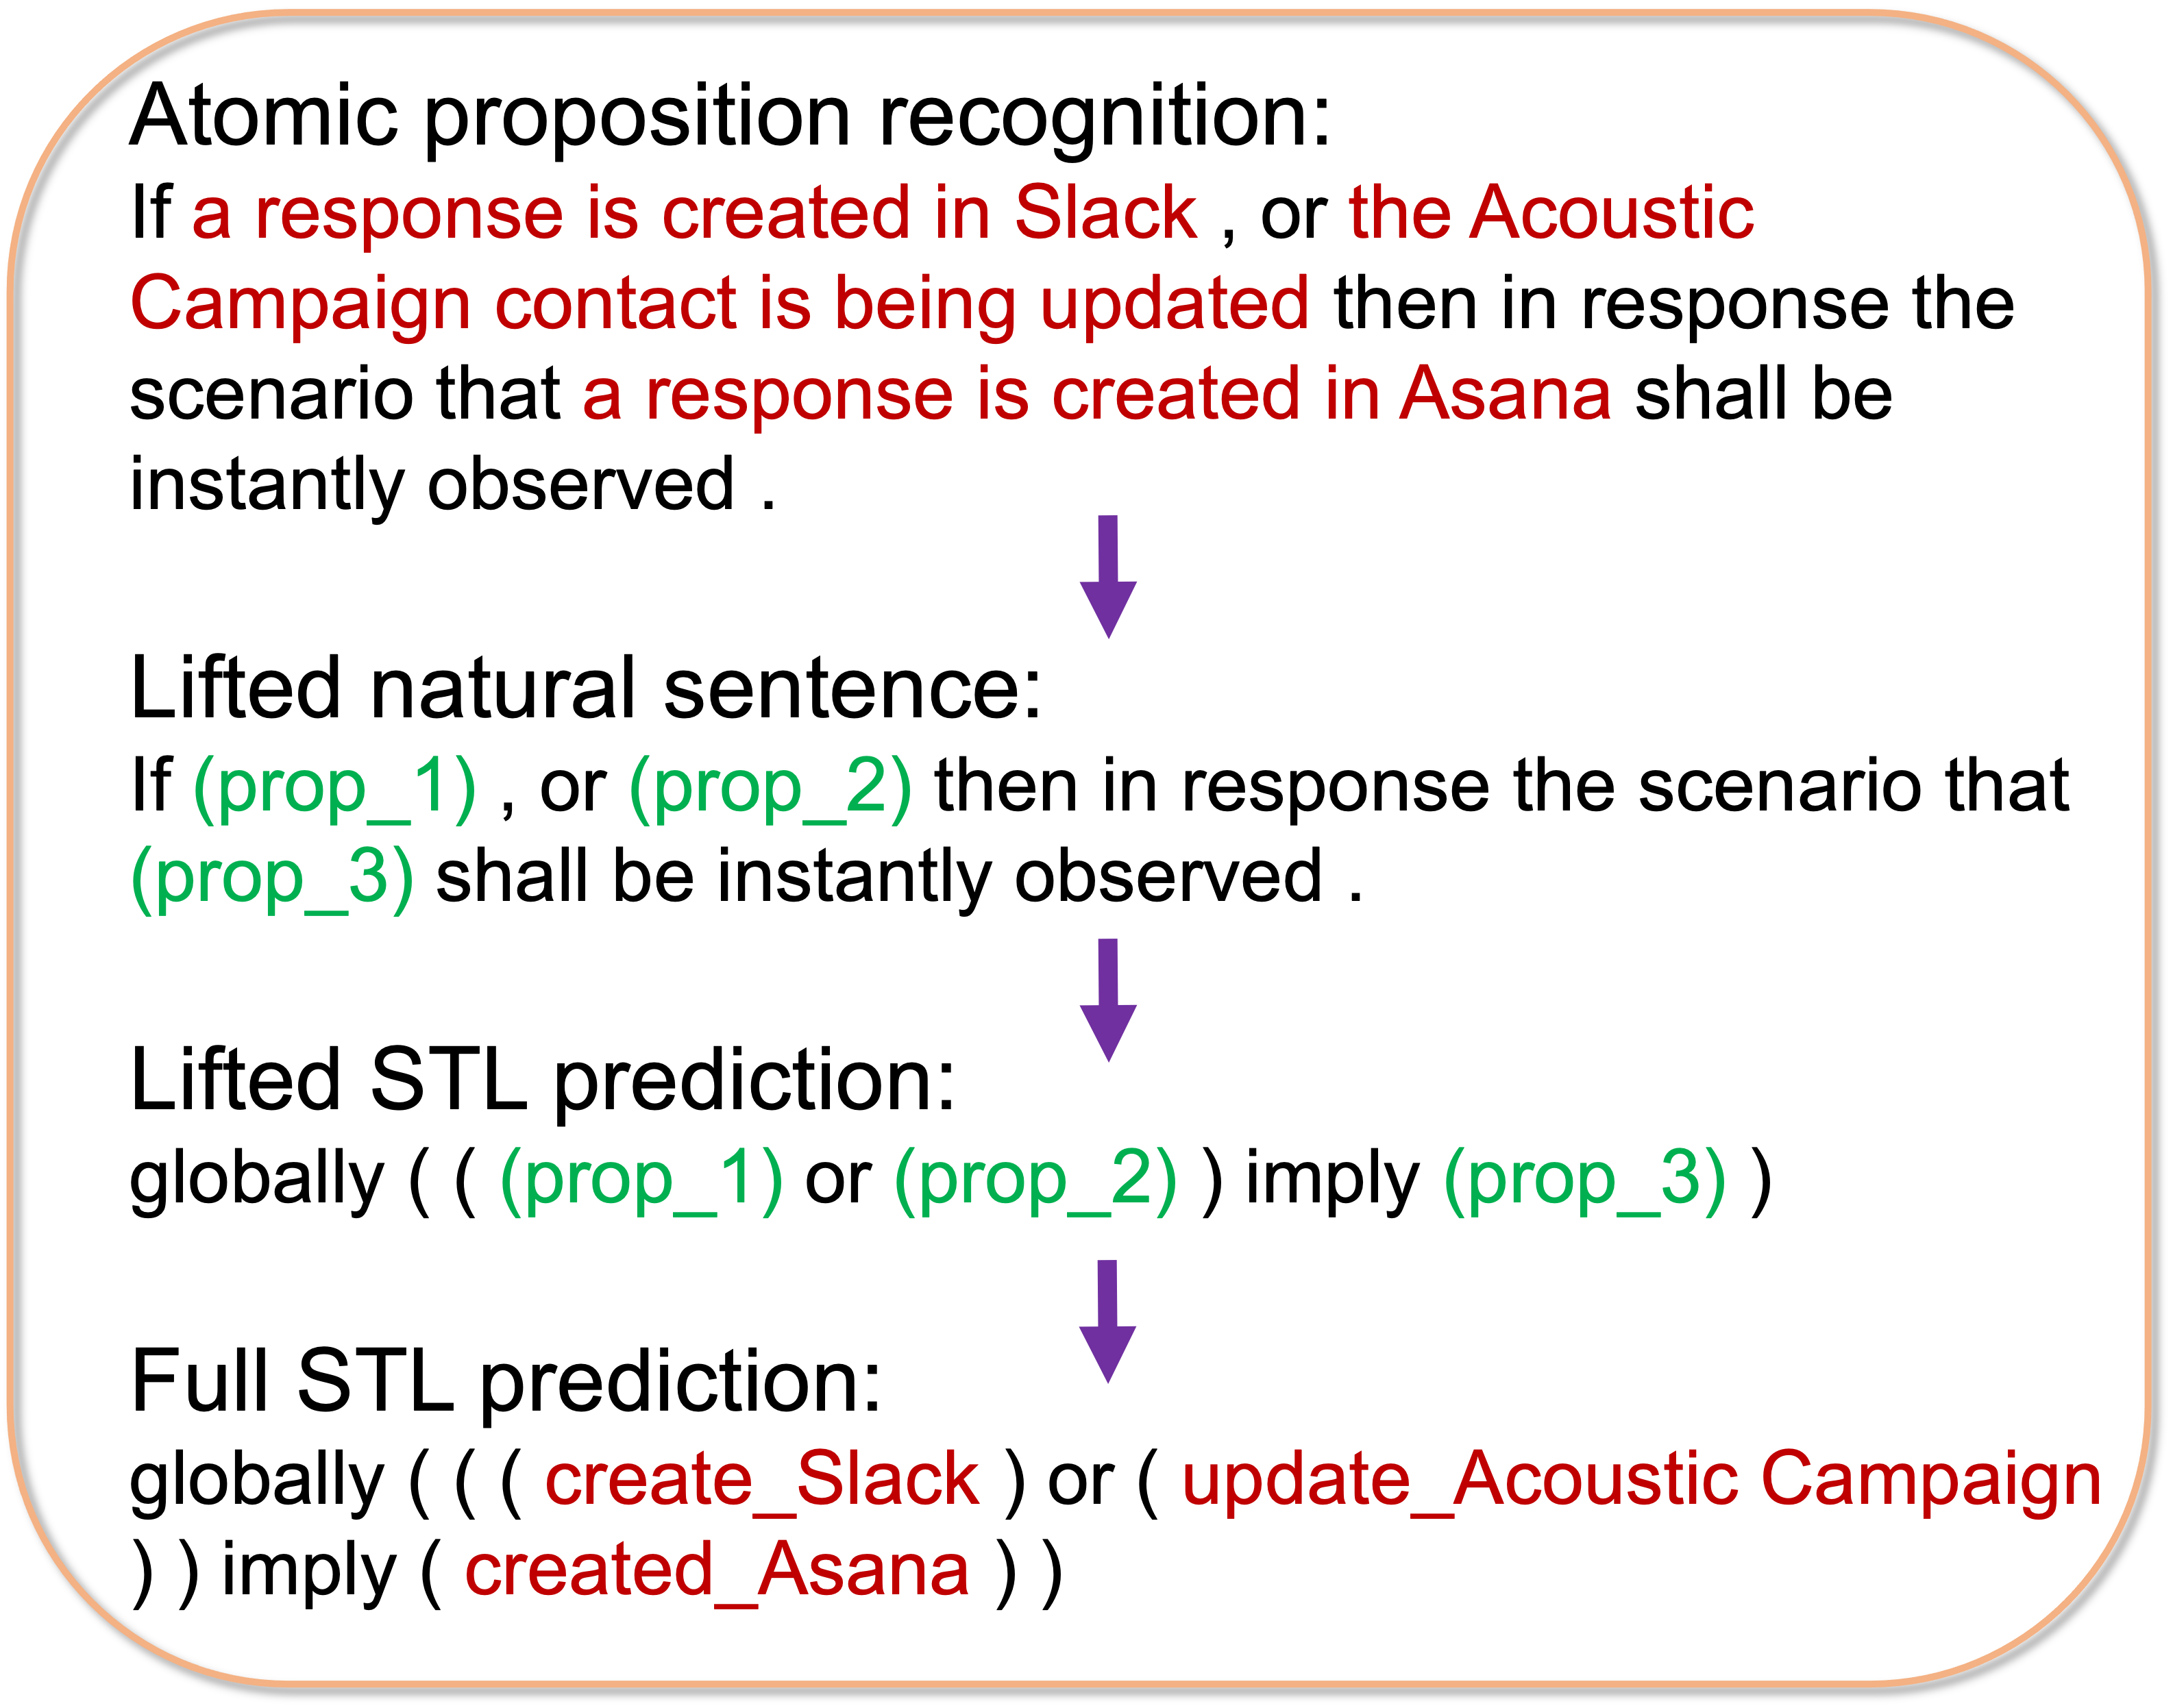 Atomic proposition recognition:
If a response is created in Slack , or the Acoustic
Campaign contact is being updated then in response the
scenario that a response is created in Asana shall be
instantly observed .
Lifted natural sentence:
If (prop_1) , or (prop_2) then in response the scenario that
(prop_3) shall be instantly observed .
Lifted STL prediction:
globally ( ( (prop_1) or (prop_2) ) imply (prop_3) )
Full STL prediction:
globally ( ( ( create_Slack ) or ( update_Acoustic Campaign
) ) imply ( created_Asana ) )